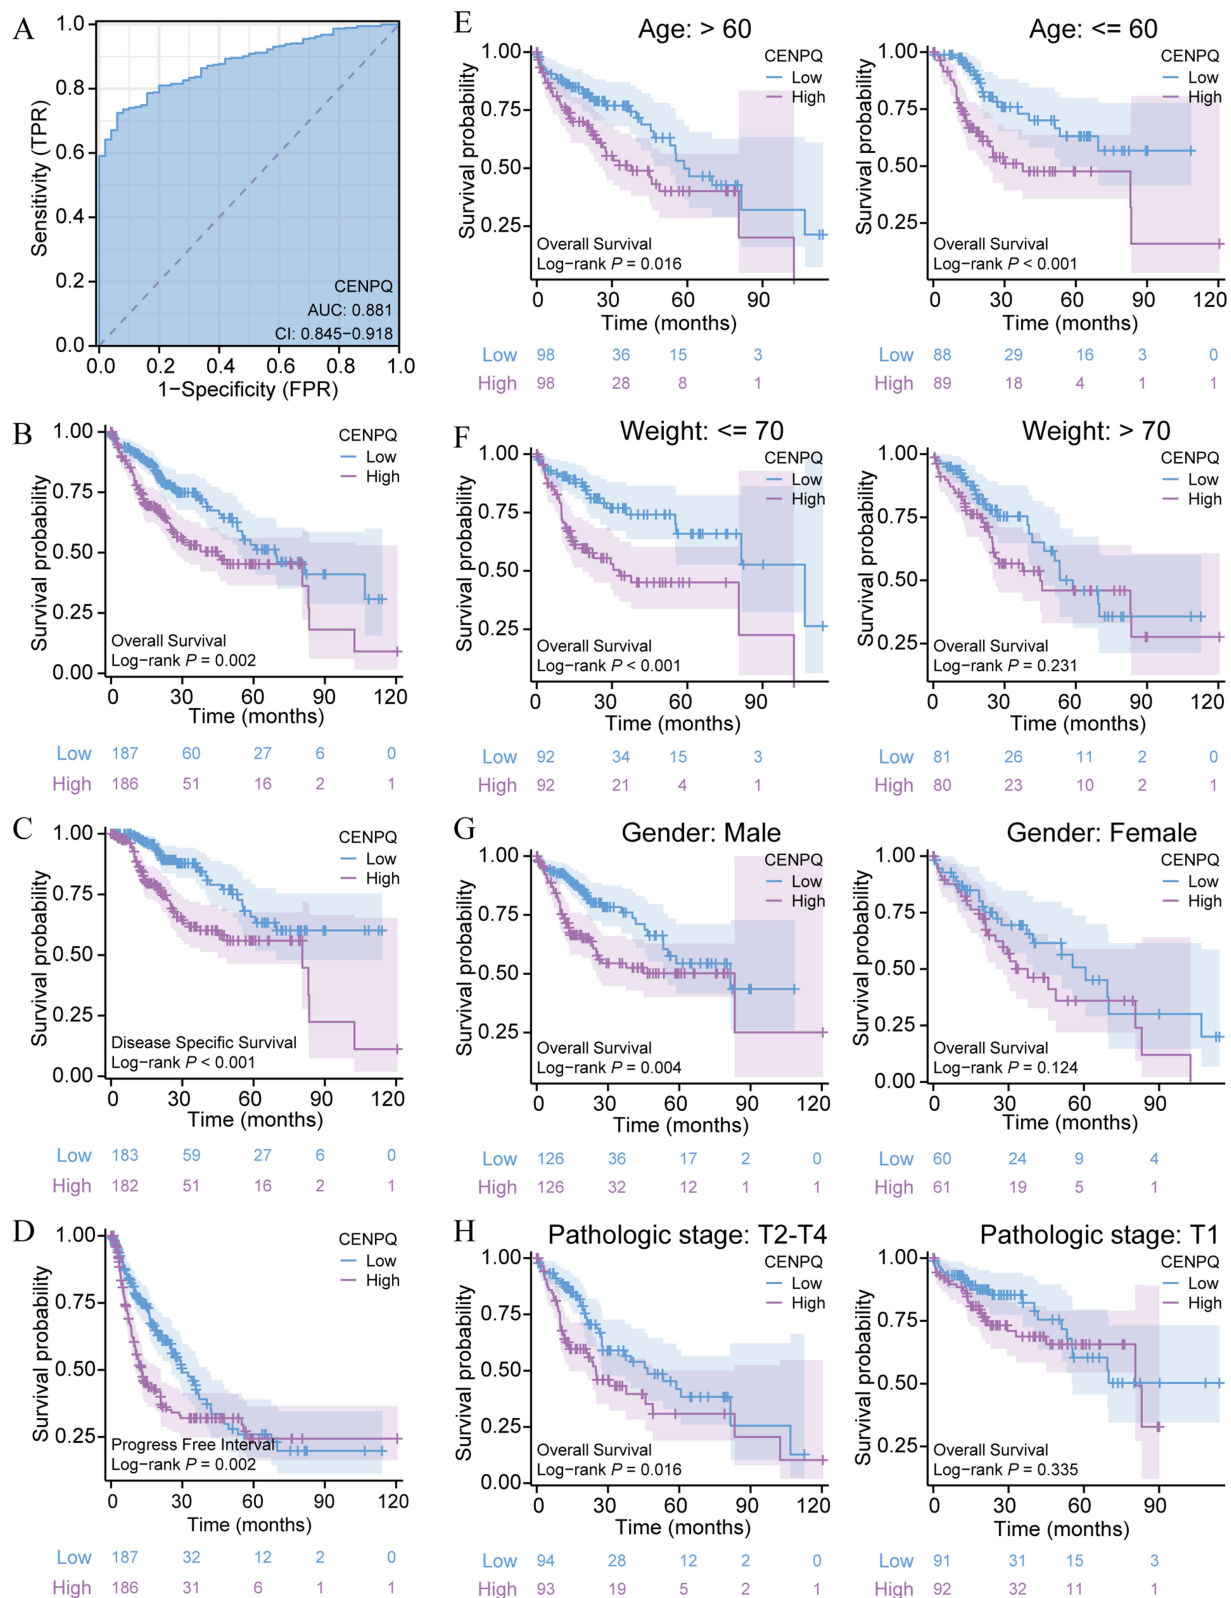 A
1.0
0.8
0.6
0.4
0.2
0.0
Sensitivity (TPR)
CENPQ
AUC: 0.881
CI: 0.845−0.918
0.0 0.2 0.4 0.6 0.8 1.0
1−Specificity (FPR)
B
CENPQ
Low
High
1.00
0.75
0.50
0.25
0.00
Survival probability
Overall Survival
Log−rank P = 0.002
0 30 60 90 120
Time (months)
Low 187 60 27 6 0
High 186 51 16 2 1
C
CENPQ
Low
High
1.00
0.75
0.50
0.25
0.00
Survival probability
Disease Specific Survival
Log−rank P < 0.001
0 30 60 90 120
Time (months)
Low 183 59 27 6 0
High 182 51 16 2 1
D
CENPQ
Low
High
1.00
0.75
0.50
0.25
Survival probability
Progress Free Interval
Log−rank P = 0.002
0 30 60 90 120
Time (months)
Low 187 32 12 2 0
High 186 31 6 1 1
E
Age: > 60
CENPQ
Low
High
1.00
0.75
0.50
0.25
Survival probability
Overall Survival
Log−rank P = 0.016
0 30 60 90
Time (months)
Low 98 36 15 3
High 98 28 8 1
Age: <= 60
CENPQ
Low
High
1.00
0.75
0.50
0.25
Survival probability
Overall Survival
Log−rank P < 0.001
0 30 60 90 120
Time (months)
Low 88 29 16 3 0
High 89 18 4 1 1
F
Weight: <= 70
CENPQ
Low
High
1.00
0.75
0.50
0.25
Survival probability
Overall Survival
Log−rank P < 0.001
0 30 60 90
Time (months)
Low 92 34 15 3
High 92 21 4 1
Weight: > 70
CENPQ
Low
High
1.00
0.75
0.50
0.25
Survival probability
Overall Survival
Log−rank P = 0.231
0 30 60 90 120
Time (months)
Low 81 26 11 2 0
High 80 23 10 2 1
G
Gender: Male
CENPQ
Low
High
1.00
0.75
0.50
0.25
Survival probability
Overall Survival
Log−rank P = 0.004
0 30 60 90 120
Time (months)
Low 126 36 17 2 0
High 126 32 12 1 1
Gender: Female
CENPQ
Low
High
1.00
0.75
0.50
0.25
0.00
Survival probability
Overall Survival
Log−rank P = 0.124
0 30 60 90
Time (months)
Low 60 24 9 4
High 61 19 5 1
H
Pathologic stage: T2-T4
CENPQ
Low
High
1.00
0.75
0.50
0.25
0.00
Survival probability
Overall Survival
Log−rank P = 0.016
0 30 60 90 120
Time (months)
Low 94 28 12 2 0
High 93 19 5 2 1
Pathologic stage: T1
CENPQ
Low
High
1.00
0.75
0.50
0.25
Survival probability
Overall Survival
Log−rank P = 0.335
0 30 60 90
Time (months)
Low 91 31 15 3
High 92 32 11 1